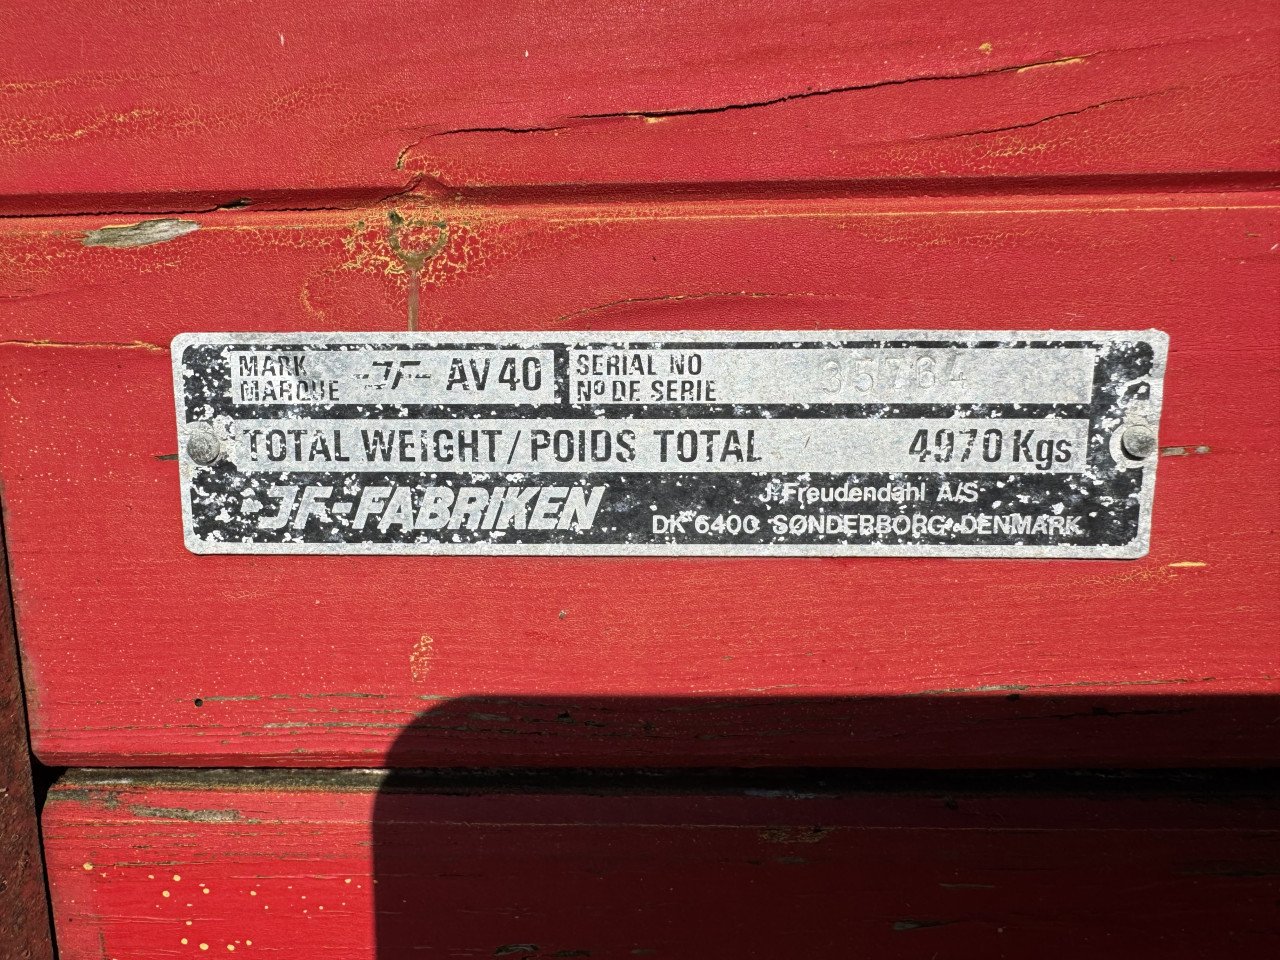 MARK
MARQUE
-JF- AV 40
SERIAL NO
Nº DE SERIE
35764
TOTAL WEIGHT / POIDS TOTAL 4970 Kgs
JF-FABRIKEN
J. Freudendahl A/S
DK 6400 SØNDERBORG-DENMARK